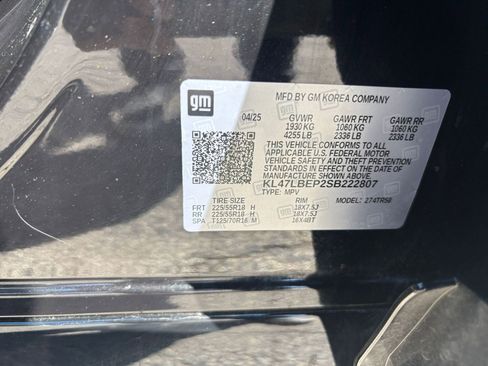 gm
MFD BY GM KOREA COMPANY
04/25 GVWR GAWR FRT GAWR RR
1930 KG 1060 KG 1060 KG
4255 LB 2336 LB 2336 LB
THIS VEHICLE CONFORMS TO ALL
APPLICABLE U.S. FEDERAL MOTOR
VEHICLE SAFETY, BUMPER, AND
THEFT PREVENTION STANDARDS
IN EFFECT ON THE DATE OF
MANUFACTURE SHOWN ABOVE.
KL47LBEP2SB222807
TYPE: MPV MODEL: 274TR58
TIRE SIZE RIM
FRT 225/55R18 H 18X7.5J
RR 225/55R18 H 18X7.5J
SPA T125/70R16 M 16X4BT